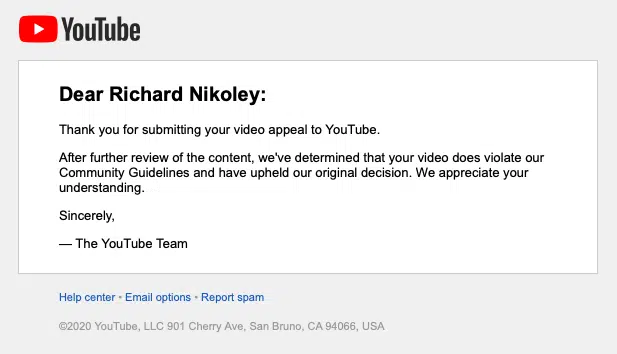 YouTube
Dear Richard Nikoley:
Thank you for submitting your video appeal to YouTube.
After further review of the content, we've determined that your video does violate our
Community Guidelines and have upheld our original decision. We appreciate your
understanding.
Sincerely,
— The YouTube Team
Help center • Email options • Report spam
©2020 YouTube, LLC 901 Cherry Ave, San Bruno, CA 94066, USA